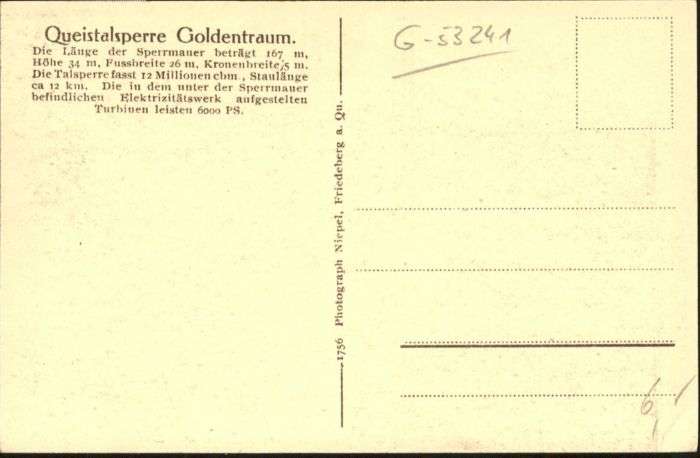 Queistalsperre Goldentraum.
Die Länge der Sperrmauer beträgt 167 m,
Höhe 34 m, Fussbreite 26 m, Kronenbreite 5 m.
Die Talsperre fasst 12 Millionen cbm, Staulänge
ca 12 km. Die in dem unter der Sperrmauer
befindlichen Elektrizitätswerk aufgestellten
Turbinen leisten 6000 PS.
1756 Photograph Niepel, Friedeberg a. Qu.
G-53241
6,